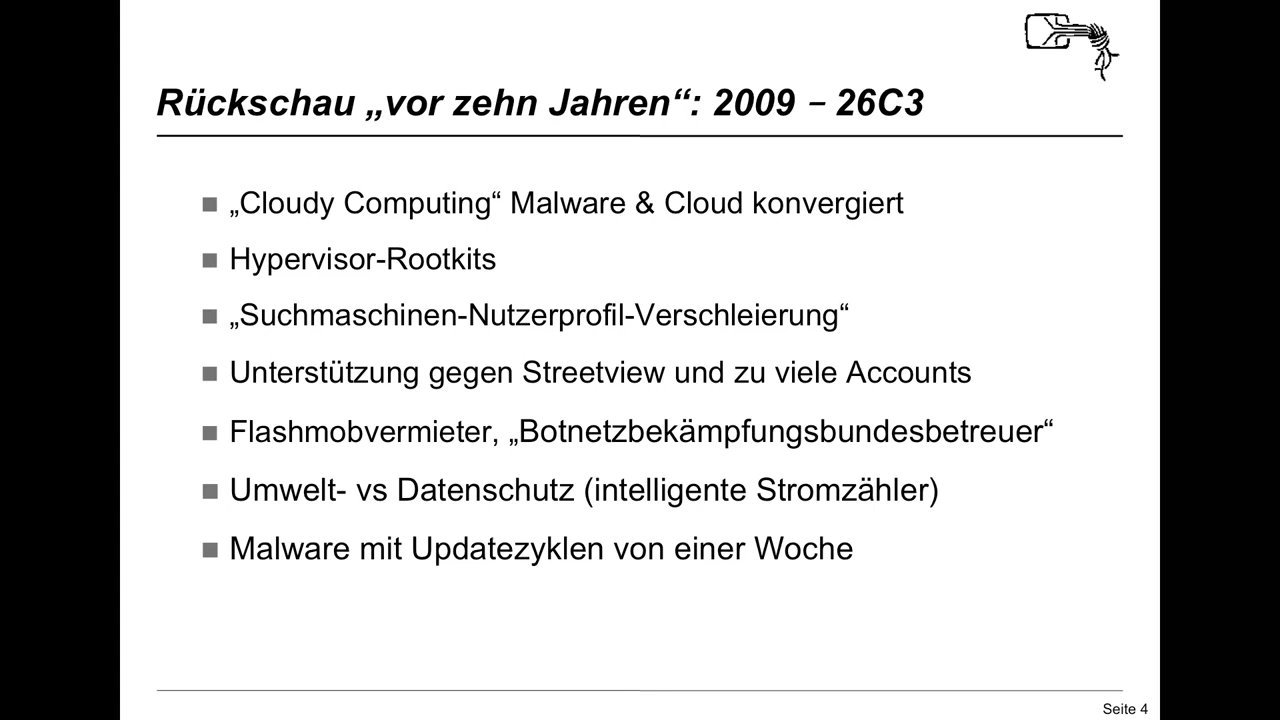 Rückschau „vor zehn Jahren“: 2009 – 26C3
„Cloudy Computing“ Malware & Cloud konvergiert
Hypervisor-Rootkits
„Suchmaschinen-Nutzerprofil-Verschleierung“
Unterstützung gegen Streetview und zu viele Accounts
Flashmobvermieter, „Botnetzbekämpfungsbundesbetreuer“
Umwelt- vs Datenschutz (intelligente Stromzähler)
Malware mit Updatezyklen von einer Woche
Seite 4